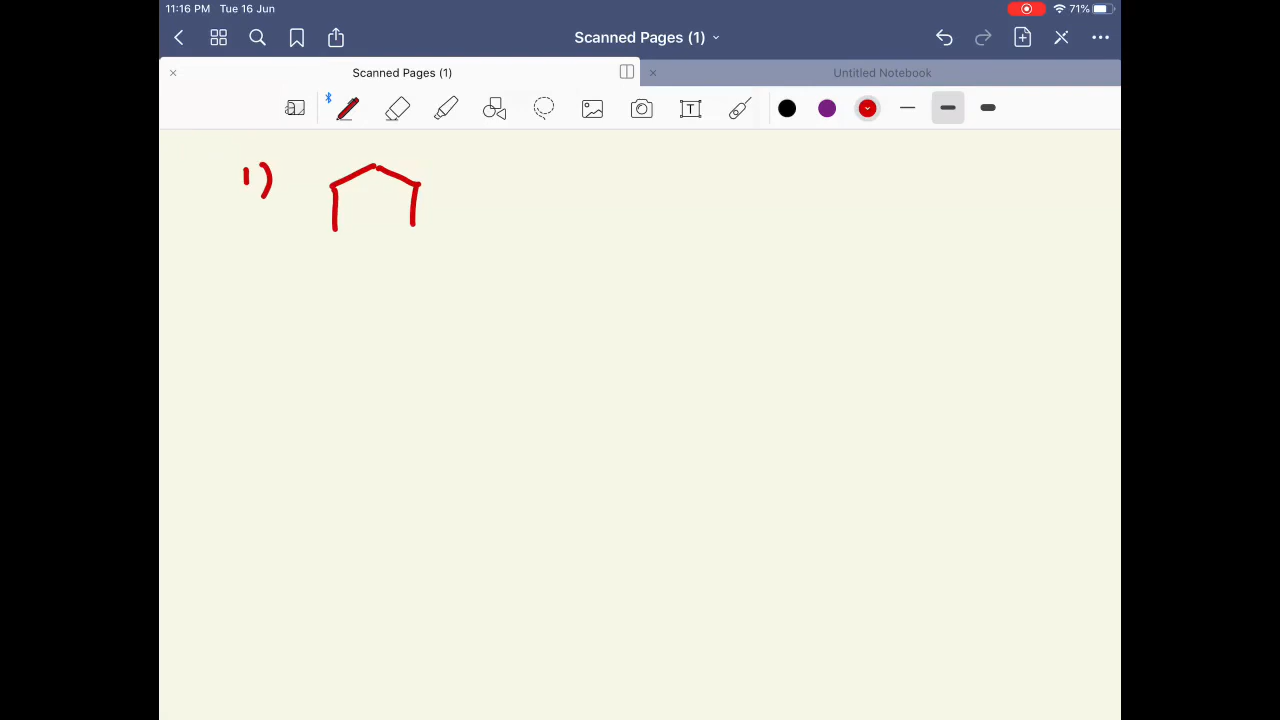 11:16 PM Tue 16 Jun 71%
Scanned Pages (1)
Scanned Pages (1) Untitled Notebook
1)